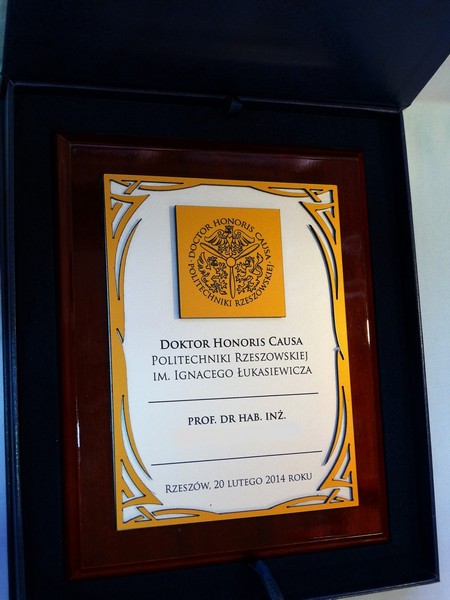 DOCTOR HONORIS CAUSA
POLITECHNIKI RZESZOWSKIEJ
DOKTOR HONORIS CAUSA
POLITECHNIKI RZESZOWSKIEJ
IM. IGNACEGO ŁUKASIEWICZA
PROF. DR HAB. INŻ.
RZESZÓW, 20 LUTEGO 2014 ROKU